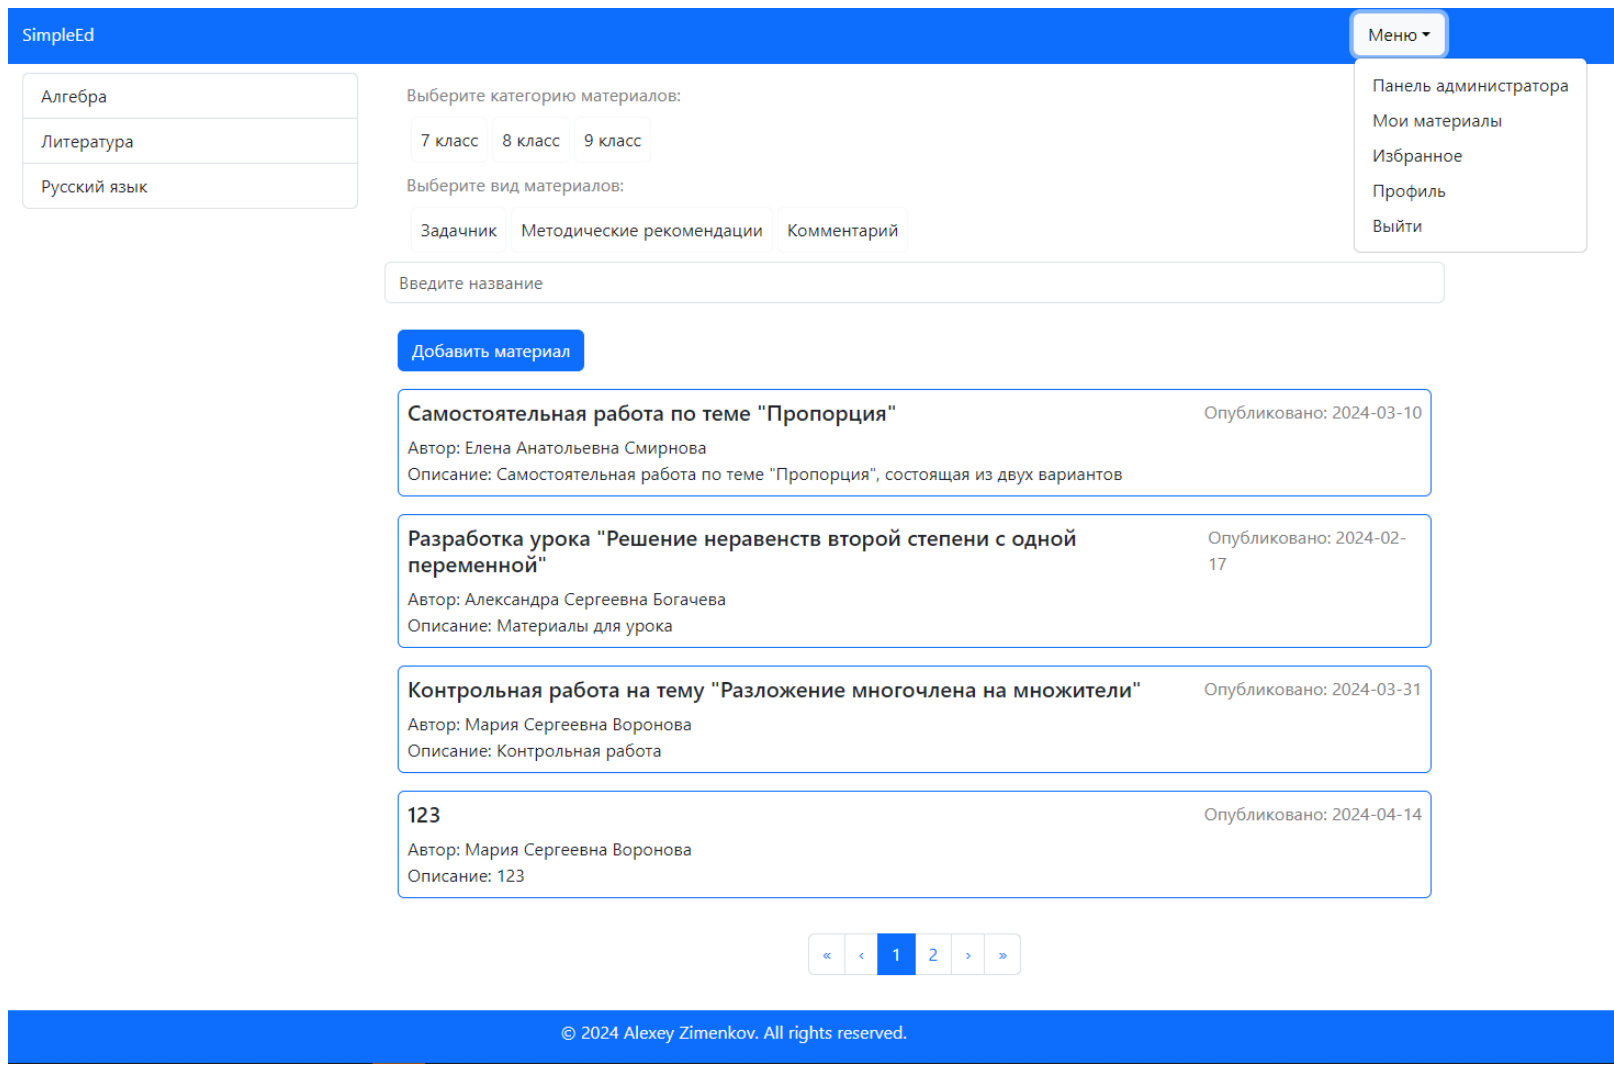 SimpleEd
Меню
Панель администратора
Мои материалы
Избранное
Профиль
Выйти
Алгебра
Литература
Русский язык
Выберите категорию материалов:
7 класс 8 класс 9 класс
Выберите вид материалов:
Задачник Методические рекомендации Комментарий
Введите название
Добавить материал
Самостоятельная работа по теме "Пропорция"
Опубликовано: 2024-03-10
Автор: Елена Анатольевна Смирнова
Описание: Самостоятельная работа по теме "Пропорция", состоящая из двух вариантов
Разработка урока "Решение неравенств второй степени с одной
переменной"
Опубликовано: 2024-02-
17
Автор: Александра Сергеевна Богачева
Описание: Материалы для урока
Контрольная работа на тему "Разложение многочлена на множители"
Опубликовано: 2024-03-31
Автор: Мария Сергеевна Воронова
Описание: Контрольная работа
123
Опубликовано: 2024-04-14
Автор: Мария Сергеевна Воронова
Описание: 123
« ‹ 1 2 › »
© 2024 Alexey Zimenkov. All rights reserved.